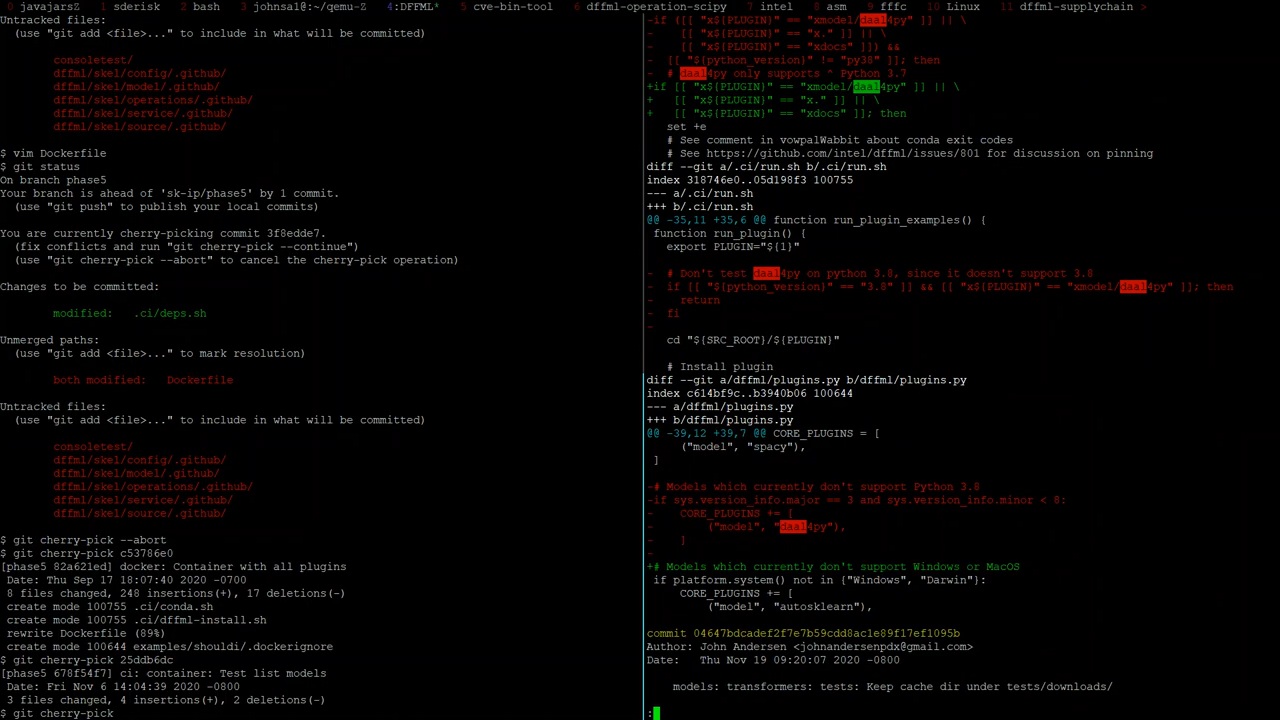 0 javajarsZ  1 sderisk  2 bash  3 johnsal@:~/qemu-Z  4:DFFML*  5 cve-bin-tool  6 dffml-operation-scipy  7 intel  8 asm  9 fffc  10 Linux  11 dffml-supplychain >
Untracked files:
  (use "git add <file>..." to include in what will be committed)
        consoletest/
        dffml/skel/config/.github/
        dffml/skel/model/.github/
        dffml/skel/operations/.github/
        dffml/skel/service/.github/
        dffml/skel/source/.github/
$ vim Dockerfile
$ git status
On branch phase5
Your branch is ahead of 'sk-ip/phase5' by 1 commit.
  (use "git push" to publish your local commits)
You are currently cherry-picking commit 3f8edde7.
  (fix conflicts and run "git cherry-pick --continue")
  (use "git cherry-pick --abort" to cancel the cherry-pick operation)
Changes to be committed:
        modified:   .ci/deps.sh
Unmerged paths:
  (use "git add <file>..." to mark resolution)
        both modified:   Dockerfile
Untracked files:
  (use "git add <file>..." to include in what will be committed)
        consoletest/
        dffml/skel/config/.github/
        dffml/skel/model/.github/
        dffml/skel/operations/.github/
        dffml/skel/service/.github/
        dffml/skel/source/.github/
$ git cherry-pick --abort
$ git cherry-pick c53786e0
[phase5 82a621ed] docker: Container with all plugins
 Date: Thu Sep 17 18:07:40 2020 -0700
 8 files changed, 248 insertions(+), 17 deletions(-)
 create mode 100755 .ci/conda.sh
 create mode 100755 .ci/dffml-install.sh
 rewrite Dockerfile (89%)
 create mode 100644 examples/shouldi/.dockerignore
$ git cherry-pick 25ddb6dc
[phase5 678f54f7] ci: container: Test list models
 Date: Fri Nov 6 14:04:39 2020 -0800
 3 files changed, 4 insertions(+), 2 deletions(-)
$ git cherry-pick
-if ([[ "x${PLUGIN}" == "xmodel/daal4py" ]] || \
-    [[ "x${PLUGIN}" == "x." ]] || \
-    [[ "x${PLUGIN}" == "xdocs" ]]) &&
-  [[ "${python_version}" != "py38" ]]; then
-  # daal4py only supports ^ Python 3.7
+if [[ "x${PLUGIN}" == "xmodel/daal4py" ]] || \
+   [[ "x${PLUGIN}" == "x." ]] || \
+   [[ "x${PLUGIN}" == "xdocs" ]]; then
   set +e
   # See comment in vowpalWabbit about conda exit codes
   # See https://github.com/intel/dffml/issues/801 for discussion on pinning
diff --git a/.ci/run.sh b/.ci/run.sh
index 318746e0..05d198f3 100755
--- a/.ci/run.sh
+++ b/.ci/run.sh
@@ -35,11 +35,6 @@ function run_plugin_examples() {
 function run_plugin() {
   export PLUGIN="${1}"
-  # Don't test daal4py on python 3.8, since it doesn't support 3.8
-  if [[ "${python_version}" == "3.8" ]] && [[ "x${PLUGIN}" == "xmodel/daal4py" ]]; then
-    return
-  fi
-
   cd "${SRC_ROOT}/${PLUGIN}"
   # Install plugin
diff --git a/dffml/plugins.py b/dffml/plugins.py
index c614bf9c..b3940b06 100644
--- a/dffml/plugins.py
+++ b/dffml/plugins.py
@@ -39,12 +39,7 @@ CORE_PLUGINS = [
     ("model", "spacy"),
 ]
-# Models which currently don't support Python 3.8
-if sys.version_info.major == 3 and sys.version_info.minor < 8:
-    CORE_PLUGINS += [
-        ("model", "daal4py"),
-    ]
-
+# Models which currently don't support Windows or MacOS
 if platform.system() not in {"Windows", "Darwin"}:
     CORE_PLUGINS += [
         ("model", "autosklearn"),
commit 04647bdcadef2f7e7b59cdd8ac1e89f17ef1095b
Author: John Andersen <johnandersenpdx@gmail.com>
Date:   Thu Nov 19 09:20:07 2020 -0800
    models: transformers: tests: Keep cache dir under tests/downloads/
: